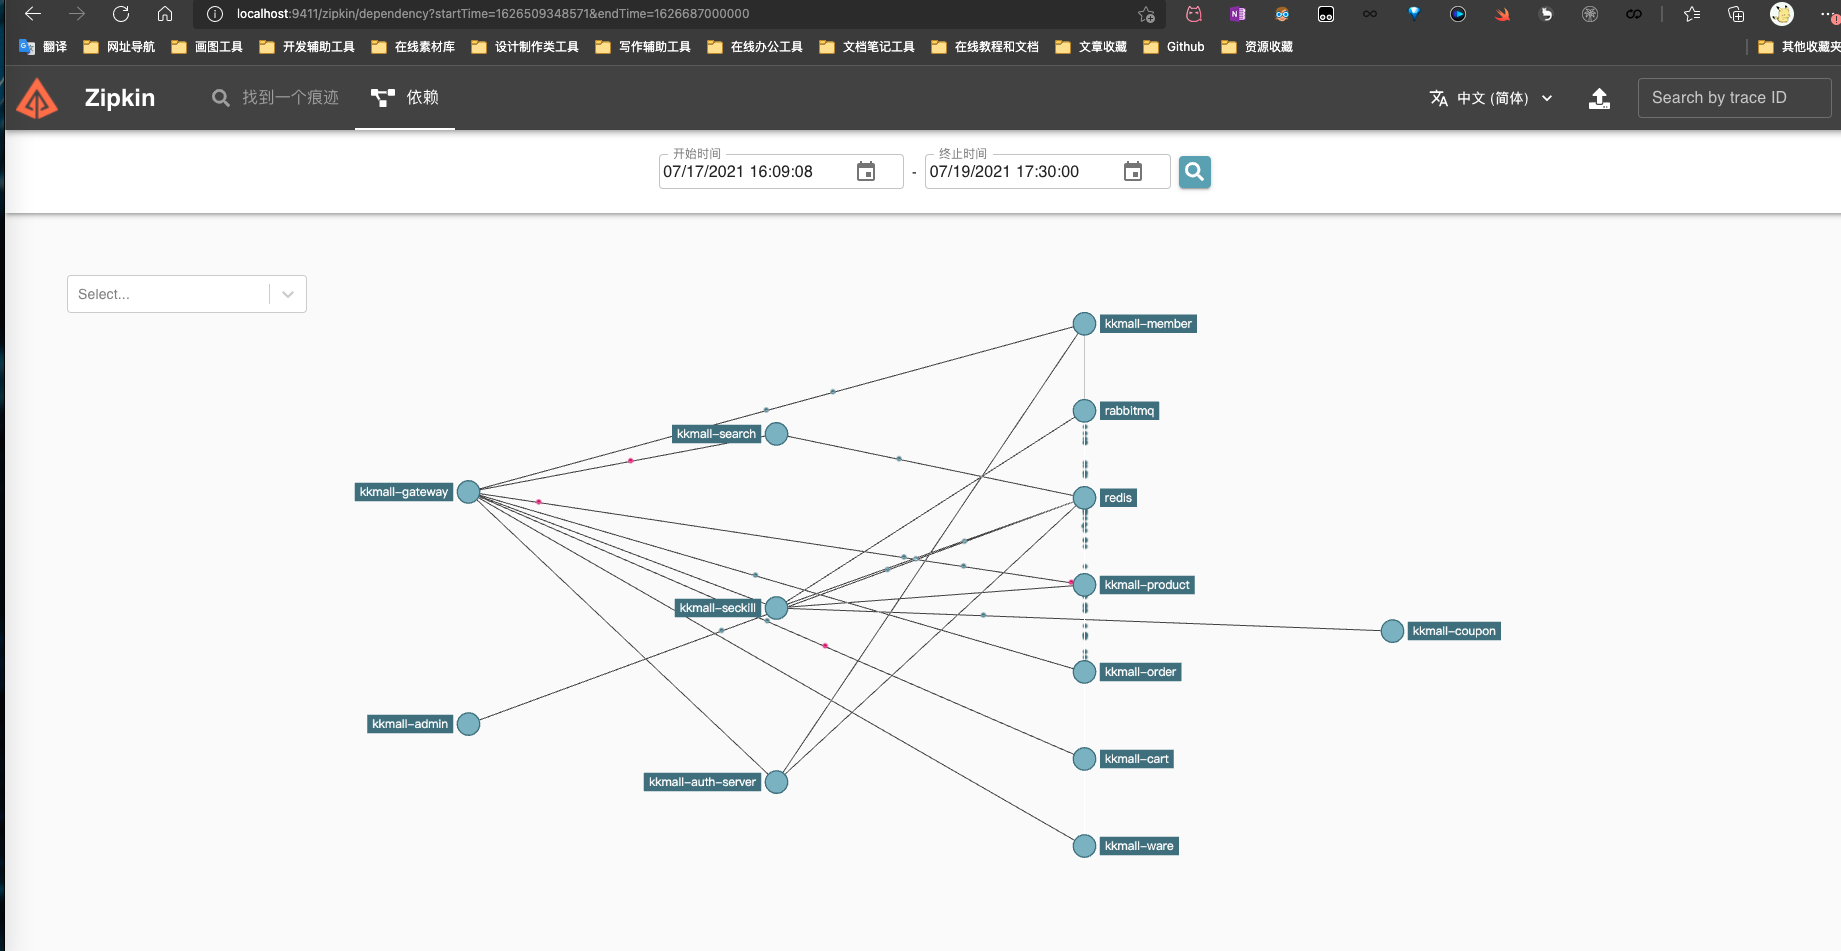 localhost:9411/zipkin/dependency?startTime=1626509348571&endTime=1626687000000
翻译 网址导航 画图工具 开发辅助工具 在线素材库 设计制作类工具 写作辅助工具 在线办公工具 文档笔记工具 在线教程和文档 文章收藏 Github 资源收藏 其他收藏夹
Zipkin 找到一个痕迹 依赖 中文 (简体) Search by trace ID
开始时间 终止时间
07/17/2021 16:09:08 - 07/19/2021 17:30:00
Select...
kkmall-member
rabbitmq
kkmall-search
kkmall-gateway
redis
kkmall-product
kkmall-seckill
kkmall-coupon
kkmall-order
kkmall-admin
kkmall-cart
kkmall-auth-server
kkmall-ware